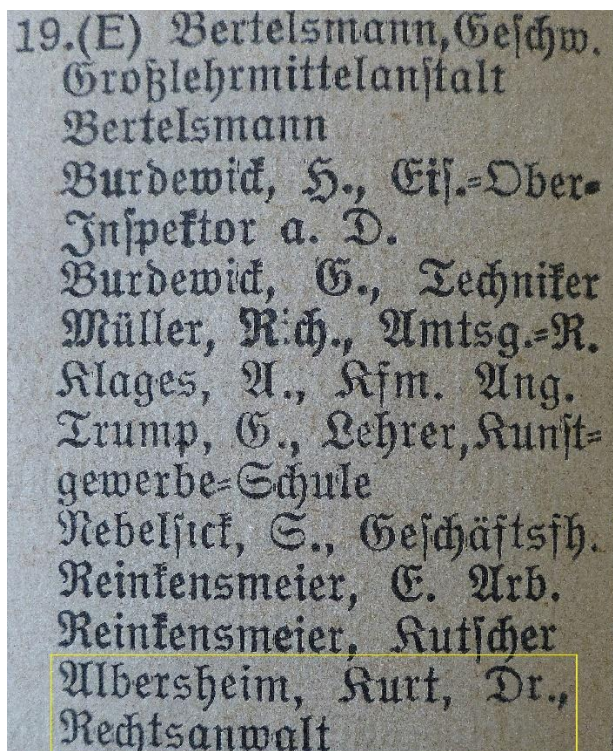 19.(E) Bertelsmann, Geschw.
Großlehrmittelanstalt
Bertelsmann
Burdewick, H., Eis.=Ober=
Inspektor a. D.
Burdewick, G., Techniker
Müller, Rich., Amtsg.=R.
Klages, A., Kfm. Ang.
Trump, G., Lehrer, Kunst=
gewerbe=Schule
Nebelsick, S., Geschäftsfh.
Reinkensmeier, E. Arb.
Reinkensmeier, Kutscher
Albersheim, Kurt, Dr.,
Rechtsanwalt